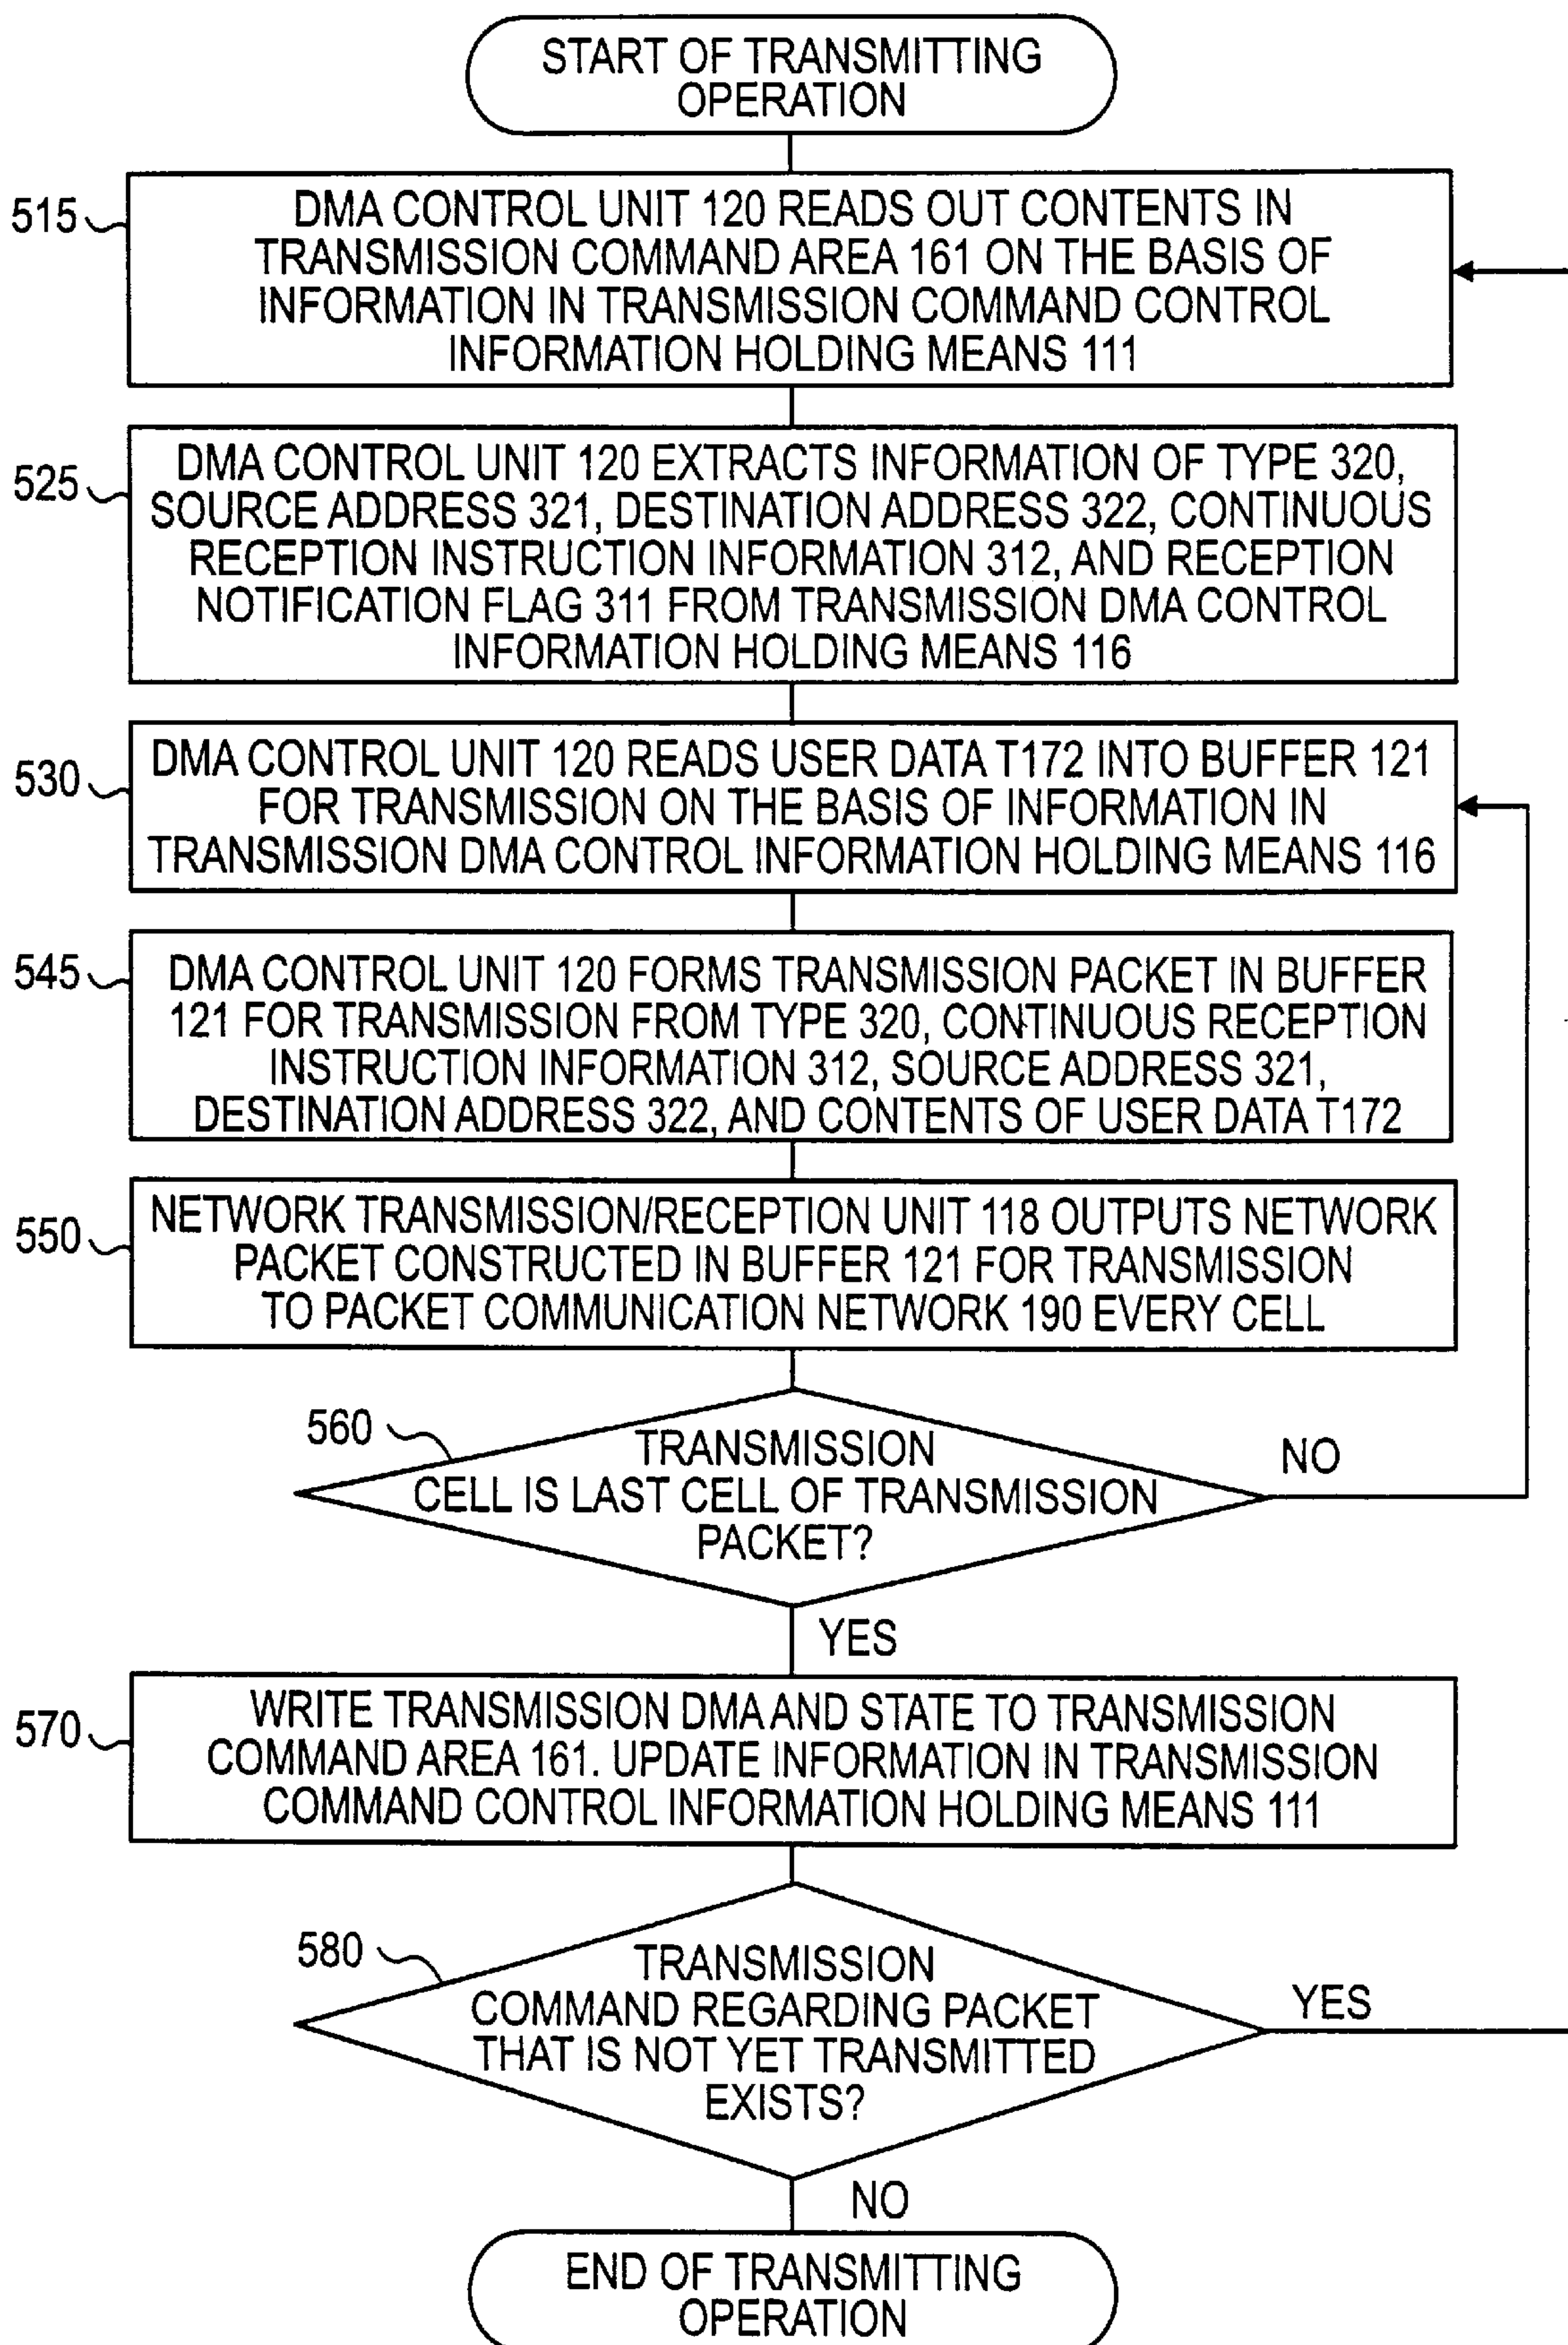 START OF TRANSMITTING
OPERATION
515
DMA CONTROL UNIT 120 READS OUT CONTENTS IN
TRANSMISSION COMMAND AREA 161 ON THE BASIS OF
INFORMATION IN TRANSMISSION COMMAND CONTROL
INFORMATION HOLDING MEANS 111
525
DMA CONTROL UNIT 120 EXTRACTS INFORMATION OF TYPE 320,
SOURCE ADDRESS 321, DESTINATION ADDRESS 322, CONTINUOUS
RECEPTION INSTRUCTION INFORMATION 312, AND RECEPTION
NOTIFICATION FLAG 311 FROM TRANSMISSION DMA CONTROL
INFORMATION HOLDING MEANS 116
530
DMA CONTROL UNIT 120 READS USER DATA T172 INTO BUFFER 121
FOR TRANSMISSION ON THE BASIS OF INFORMATION IN
TRANSMISSION DMA CONTROL INFORMATION HOLDING MEANS 116
545
DMA CONTROL UNIT 120 FORMS TRANSMISSION PACKET IN BUFFER
121 FOR TRANSMISSION FROM TYPE 320, CONTINUOUS RECEPTION
INSTRUCTION INFORMATION 312, SOURCE ADDRESS 321,
DESTINATION ADDRESS 322, AND CONTENTS OF USER DATA T172
550
NETWORK TRANSMISSION/RECEPTION UNIT 118 OUTPUTS NETWORK
PACKET CONSTRUCTED IN BUFFER 121 FOR TRANSMISSION
TO PACKET COMMUNICATION NETWORK 190 EVERY CELL
560
TRANSMISSION
CELL IS LAST CELL OF TRANSMISSION
PACKET?
NO
YES
570
WRITE TRANSMISSION DMA AND STATE TO TRANSMISSION
COMMAND AREA 161. UPDATE INFORMATION IN TRANSMISSION
COMMAND CONTROL INFORMATION HOLDING MEANS 111
580
TRANSMISSION
COMMAND REGARDING PACKET
THAT IS NOT YET TRANSMITTED
EXISTS?
YES
NO
END OF TRANSMITTING
OPERATION